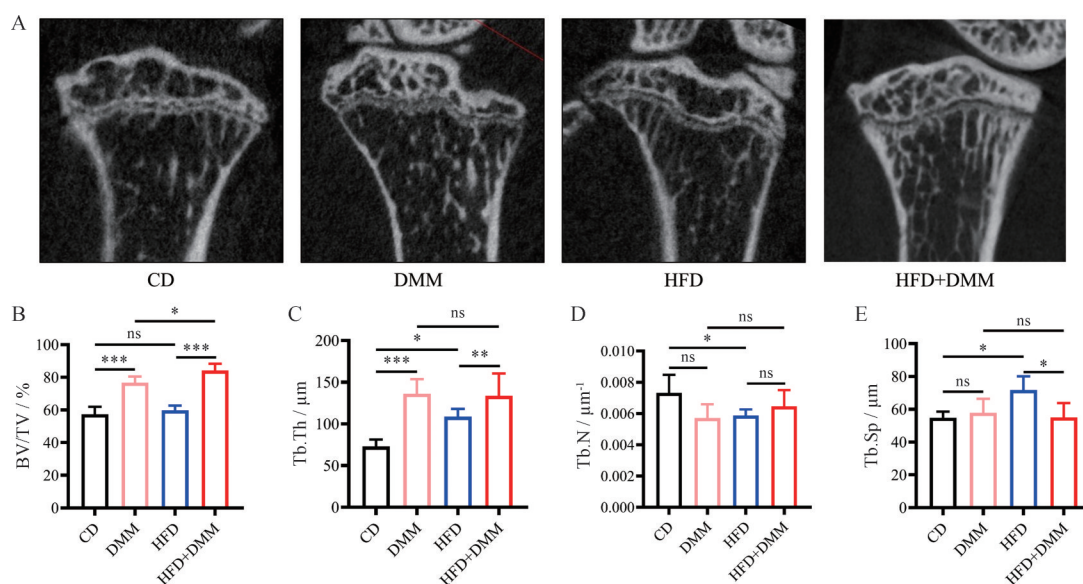 A
CD
DMM
HFD
HFD+DMM
B
BV/TV / %
100
80
60
40
20
0
*
ns
***
***
CD
DMM
HFD
HFD+DMM
C
Tb.Th / µm
200
150
100
50
0
ns
*
***
**
CD
DMM
HFD
HFD+DMM
D
Tb.N / µm⁻¹
0.010
0.008
0.006
0.004
0.002
0.000
ns
*
ns
ns
CD
DMM
HFD
HFD+DMM
E
Tb.Sp / µm
100
80
60
40
20
0
ns
*
ns
*
CD
DMM
HFD
HFD+DMM